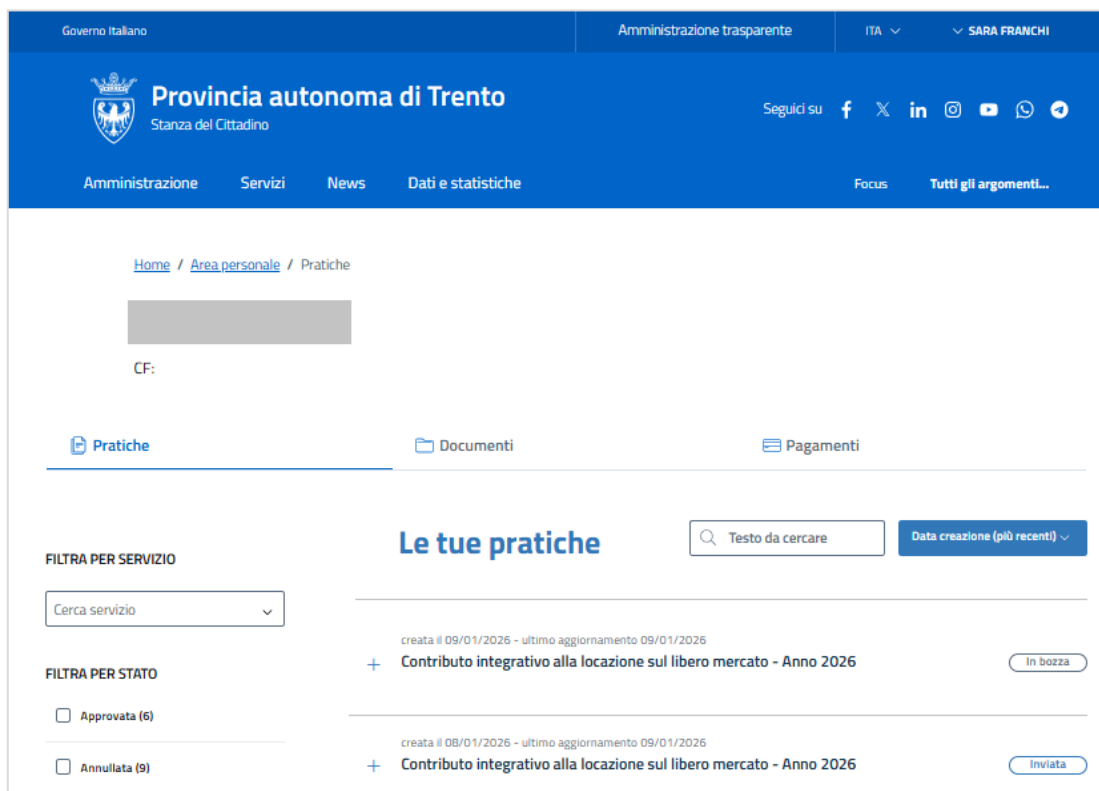 Governo Italiano
Amministrazione trasparente
ITA
SARA FRANCHI
Provincia autonoma di Trento
Stanza del Cittadino
Seguici su
Amministrazione Servizi News Dati e statistiche
Focus Tutti gli argomenti...
Home / Area personale / Pratiche
CF:
Pratiche
Documenti
Pagamenti
FILTRA PER SERVIZIO
Cerca servizio
FILTRA PER STATO
Approvata (6)
Annullata (9)
Le tue pratiche
Testo da cercare
Data creazione (più recenti)
creata il 09/01/2026 - ultimo aggiornamento 09/01/2026
Contributo integrativo alla locazione sul libero mercato - Anno 2026
In bozza
creata il 08/01/2026 - ultimo aggiornamento 09/01/2026
Contributo integrativo alla locazione sul libero mercato - Anno 2026
Inviata